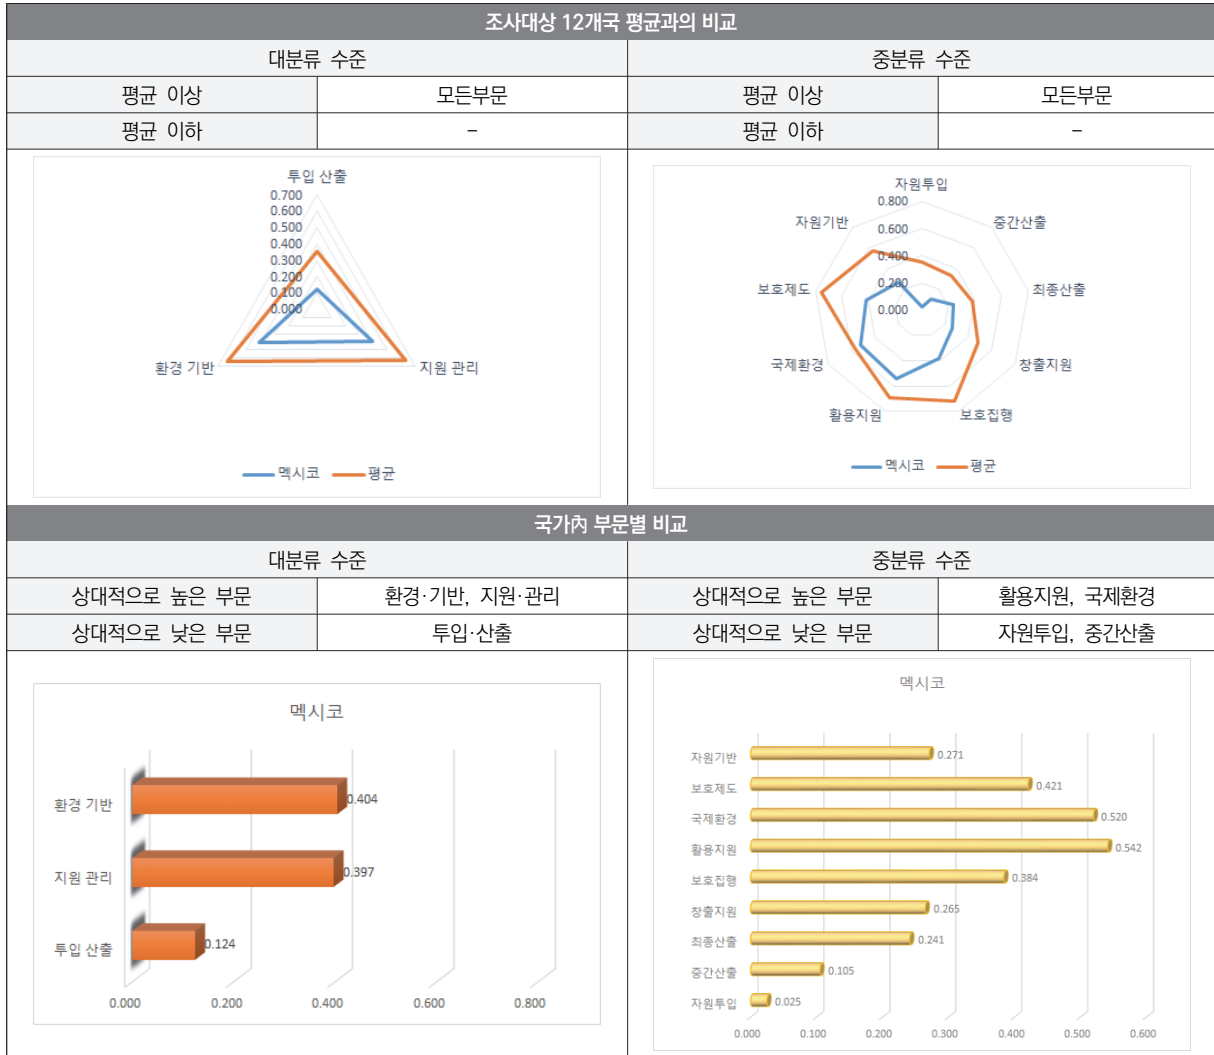 조사대상 12개국 평균과의 비교
대분류 수준
중분류 수준
평균 이상
모든부문
평균 이상
모든부문
평균 이하
-
평균 이하
-
투입 산출
0.700
0.600
0.500
0.400
0.300
0.200
0.100
0.000
환경 기반
지원 관리
멕시코
평균
자원투입
0.800
자원기반
0.600
중간산출
0.400
보호제도
0.200
최종산출
0.000
국제환경
창출지원
활용지원
보호집행
멕시코
평균
국가內 부문별 비교
대분류 수준
중분류 수준
상대적으로 높은 부문
환경·기반, 지원·관리
상대적으로 높은 부문
활용지원, 국제환경
상대적으로 낮은 부문
투입·산출
상대적으로 낮은 부문
자원투입, 중간산출
멕시코
환경 기반
0.404
지원 관리
0.397
투입 산출
0.124
0.000
0.200
0.400
0.600
0.800
멕시코
자원기반
0.271
보호제도
0.421
국제환경
0.520
활용지원
0.542
보호집행
0.384
창출지원
0.265
최종산출
0.241
중간산출
0.105
자원투입
0.025
0.000
0.100
0.200
0.300
0.400
0.500
0.600